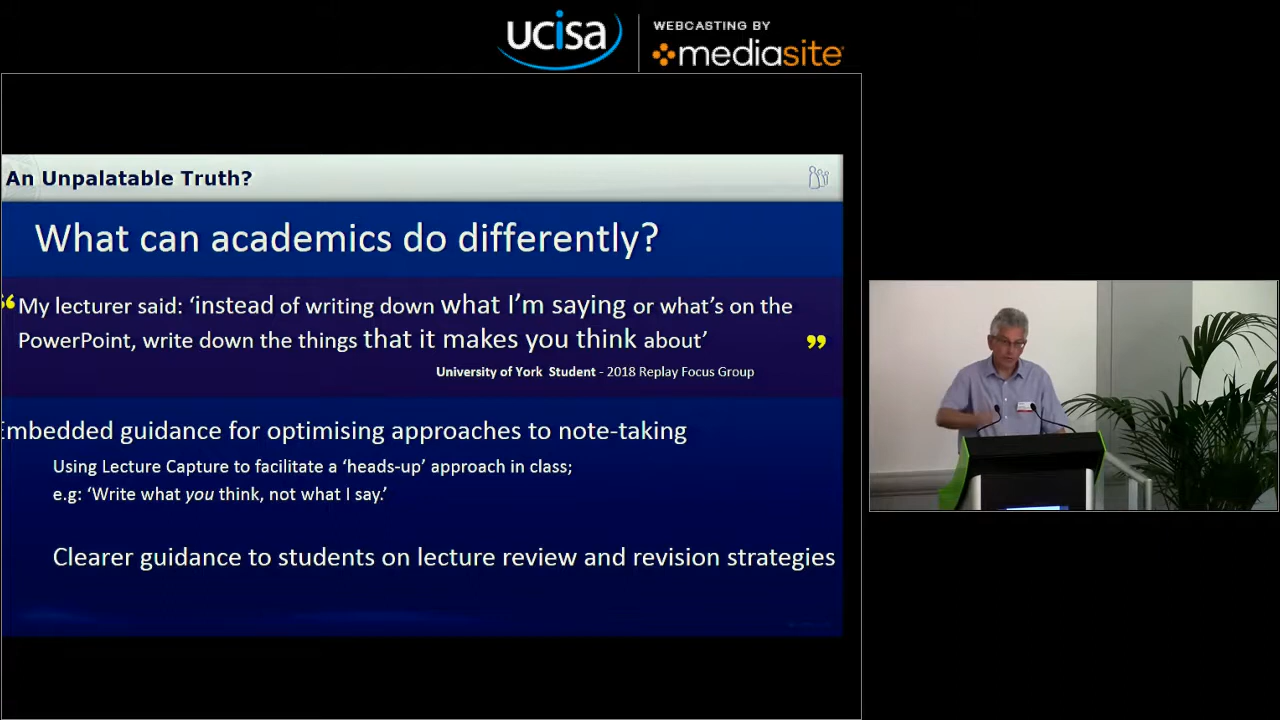 ucisa
WEBCASTING BY
mediasite
An Unpalatable Truth?
What can academics do differently?
“ My lecturer said: ‘instead of writing down what I’m saying or what’s on the
PowerPoint, write down the things that it makes you think about’ ”
University of York Student - 2018 Replay Focus Group
Embedded guidance for optimising approaches to note-taking
Using Lecture Capture to facilitate a ‘heads-up’ approach in class;
e.g: ‘Write what you think, not what I say.’
Clearer guidance to students on lecture review and revision strategies